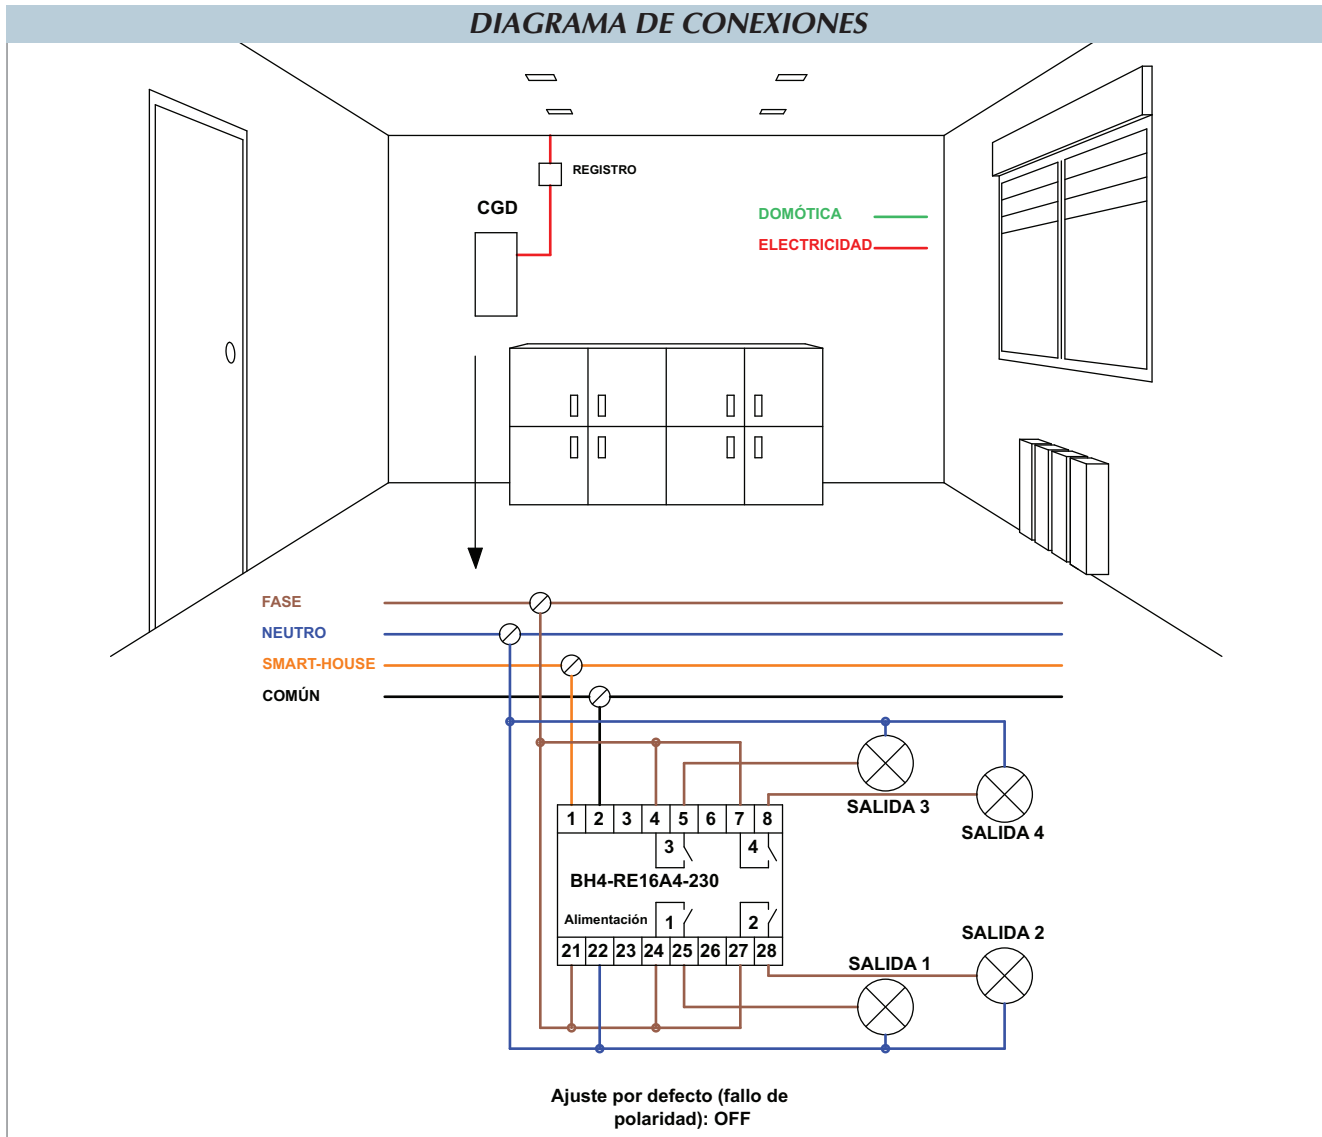 DIAGRAMA DE CONEXIONES
REGISTRO
CGD
DOMÓTICA
ELECTRICIDAD
FASE
NEUTRO
SMART-HOUSE
COMÚN
SALIDA 3
SALIDA 4
1 2 3 4 5 6 7 8
3 4
BH4-RE16A4-230
Alimentación 1 2
21 22 23 24 25 26 27 28
SALIDA 2
SALIDA 1
Ajuste por defecto (fallo de
polaridad): OFF